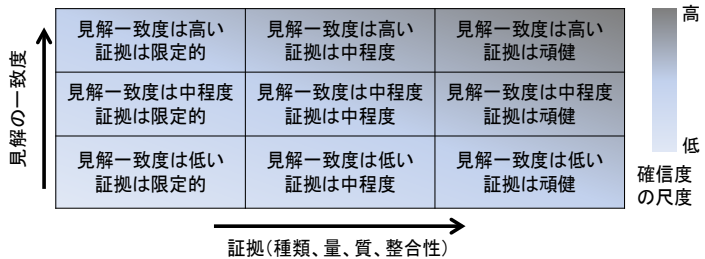 見解の一致度
見解一致度は高い
証拠は限定的
見解一致度は高い
証拠は中程度
見解一致度は高い
証拠は頑健
見解一致度は中程度
証拠は限定的
見解一致度は中程度
証拠は中程度
見解一致度は中程度
証拠は頑健
見解一致度は低い
証拠は限定的
見解一致度は低い
証拠は中程度
見解一致度は低い
証拠は頑健
証拠(種類、量、質、整合性)
高
低
確信度
の尺度